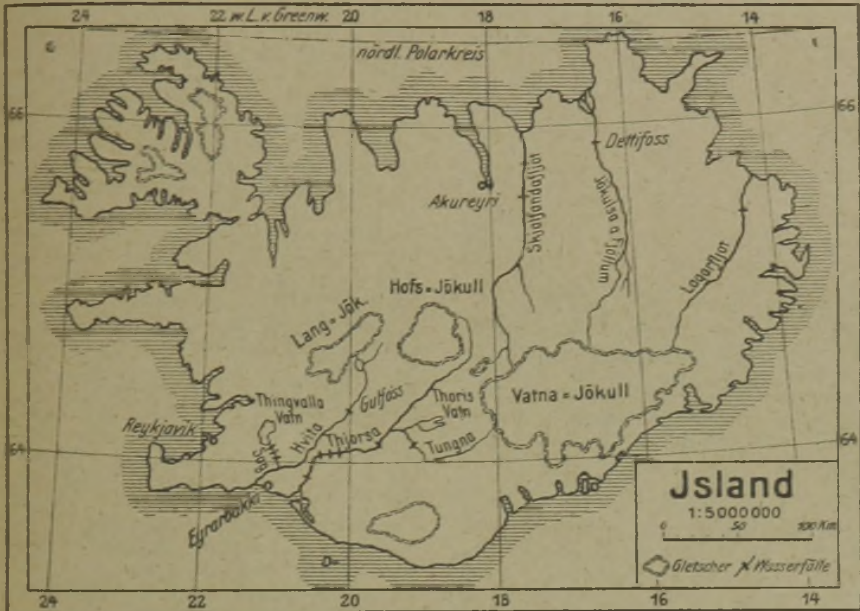 24 22 w.L.v.Greenw. 20 18 16 14
nördl. Polarkreis
66 66
Dettifoss
Akureyri
Skjalfandafljot
Jökulsa a Fjöllum
Lagarfljot
Hofs=Jökull
Lang=Jök.
Thingvalla
Vatn
Gullfoss
Thoris
Vatn
Vatna=Jökull
Reykjavik
64 64
Sog
Hvita
Thjorsa
Tungna
Eyrarbakki
Jsland
1:5000000
0 50 100 Km
Gletscher Wasserfälle
24 22 20 18 16 14